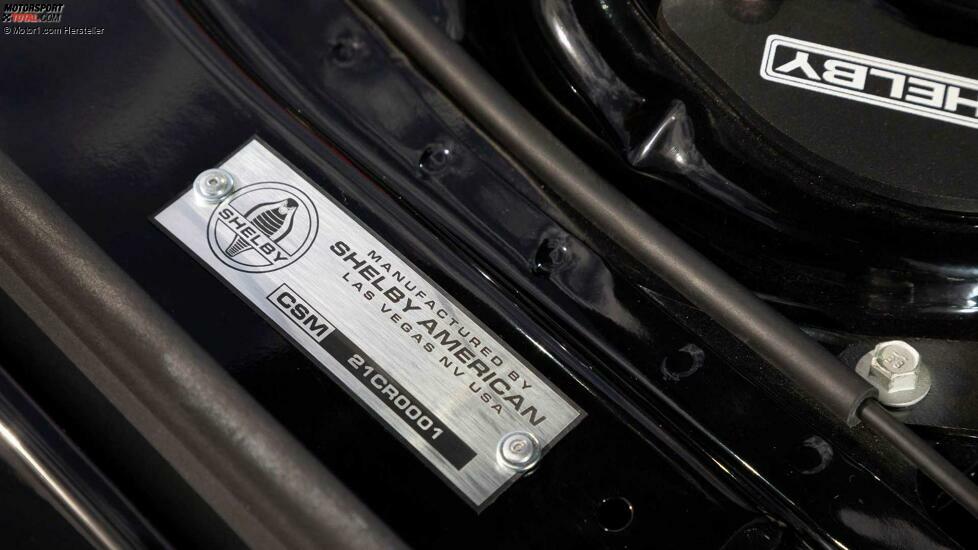 MOTORSPORT
TOTAL.COM
© Motor1.com Hersteller
SHELBY
SHELBY
MANUFACTURED BY
SHELBY AMERICAN
LAS VEGAS NV USA
CSM 21CR0001